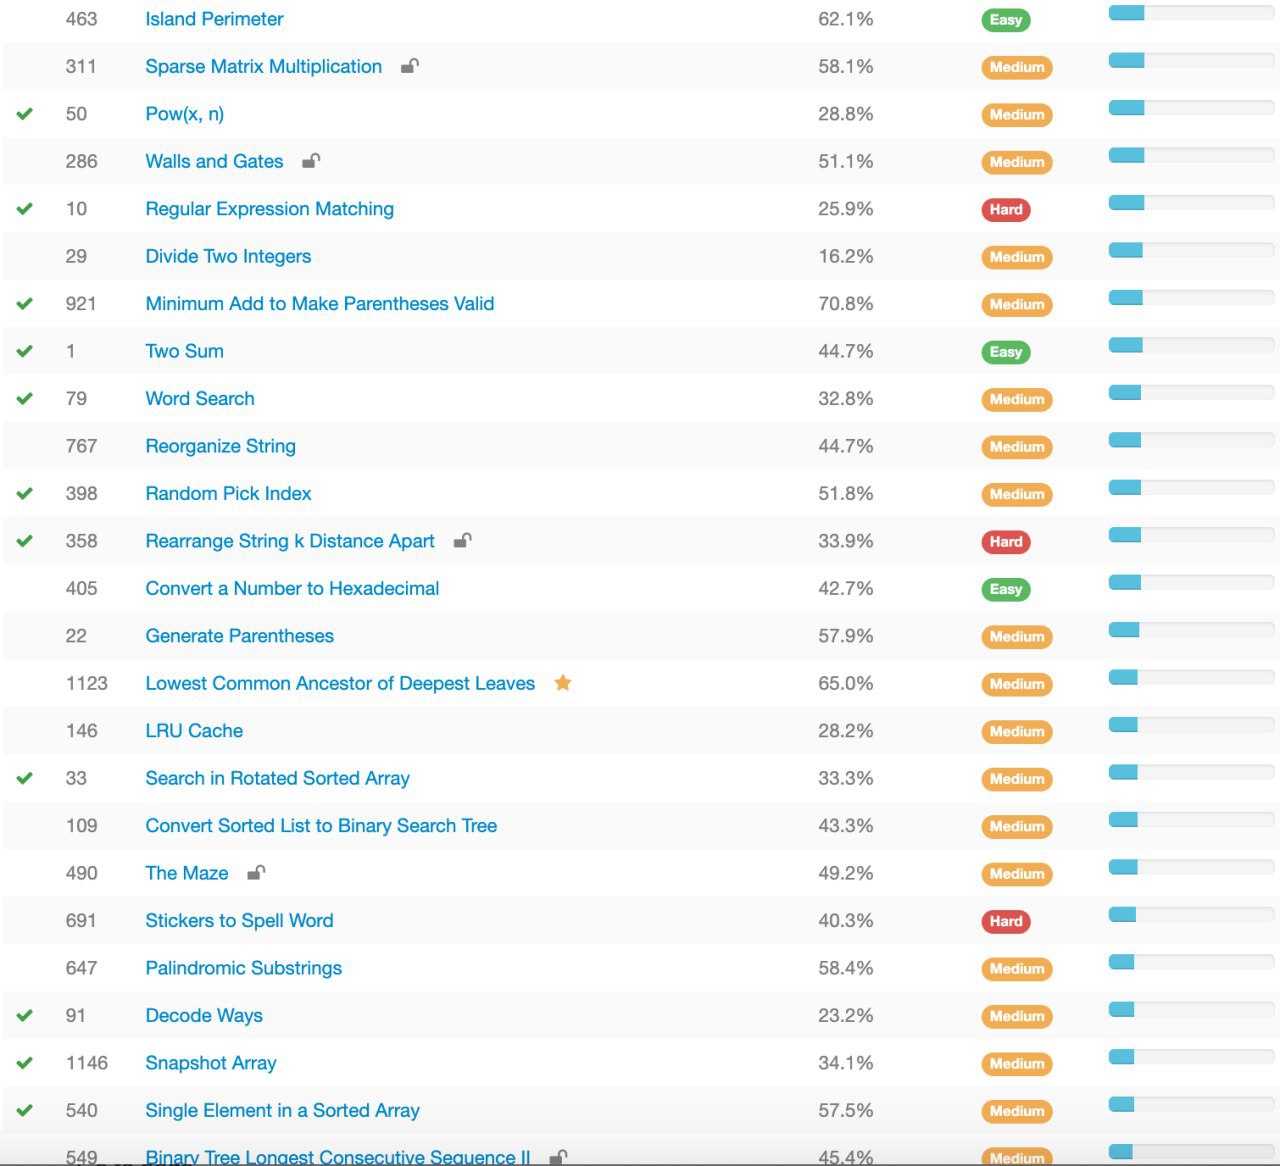 463 Island Perimeter 62.1% Easy
311 Sparse Matrix Multiplication 58.1% Medium
50 Pow(x, n) 28.8% Medium
286 Walls and Gates 51.1% Medium
10 Regular Expression Matching 25.9% Hard
29 Divide Two Integers 16.2% Medium
921 Minimum Add to Make Parentheses Valid 70.8% Medium
1 Two Sum 44.7% Easy
79 Word Search 32.8% Medium
767 Reorganize String 44.7% Medium
398 Random Pick Index 51.8% Medium
358 Rearrange String k Distance Apart 33.9% Hard
405 Convert a Number to Hexadecimal 42.7% Easy
22 Generate Parentheses 57.9% Medium
1123 Lowest Common Ancestor of Deepest Leaves 65.0% Medium
146 LRU Cache 28.2% Medium
33 Search in Rotated Sorted Array 33.3% Medium
109 Convert Sorted List to Binary Search Tree 43.3% Medium
490 The Maze 49.2% Medium
691 Stickers to Spell Word 40.3% Hard
647 Palindromic Substrings 58.4% Medium
91 Decode Ways 23.2% Medium
1146 Snapshot Array 34.1% Medium
540 Single Element in a Sorted Array 57.5% Medium
549 Binary Tree Longest Consecutive Sequence II 45.4% Medium